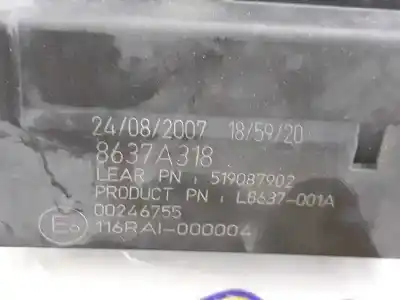 24/08/2007 18/59/20
8637A318
LEAR PN : 519087902
PRODUCT PN : L8637-001A
00246755
116RAI-000004